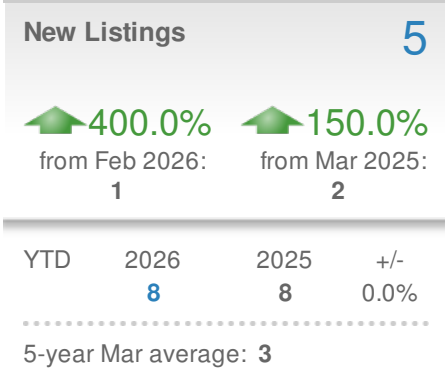 New Listings 5
400.0% 150.0%
from Feb 2026: from Mar 2025:
1 2
YTD 2026 2025 +/-
8 8 0.0%
5-year Mar average: 3